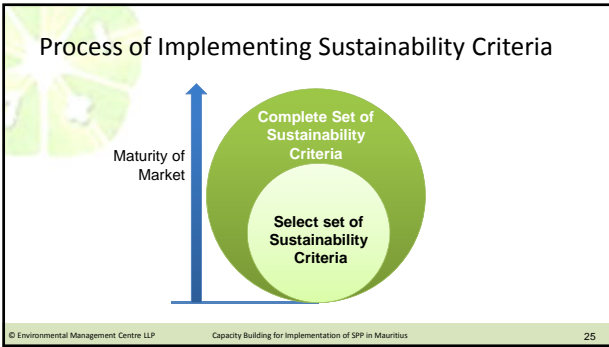 Process of Implementing Sustainability Criteria
Complete Set of
Sustainability
Criteria
Maturity of
Market
Select set of
Sustainability
Criteria
© Environmental Management Centre LLP
Capacity Building for Implementation of SPP in Mauritius
25